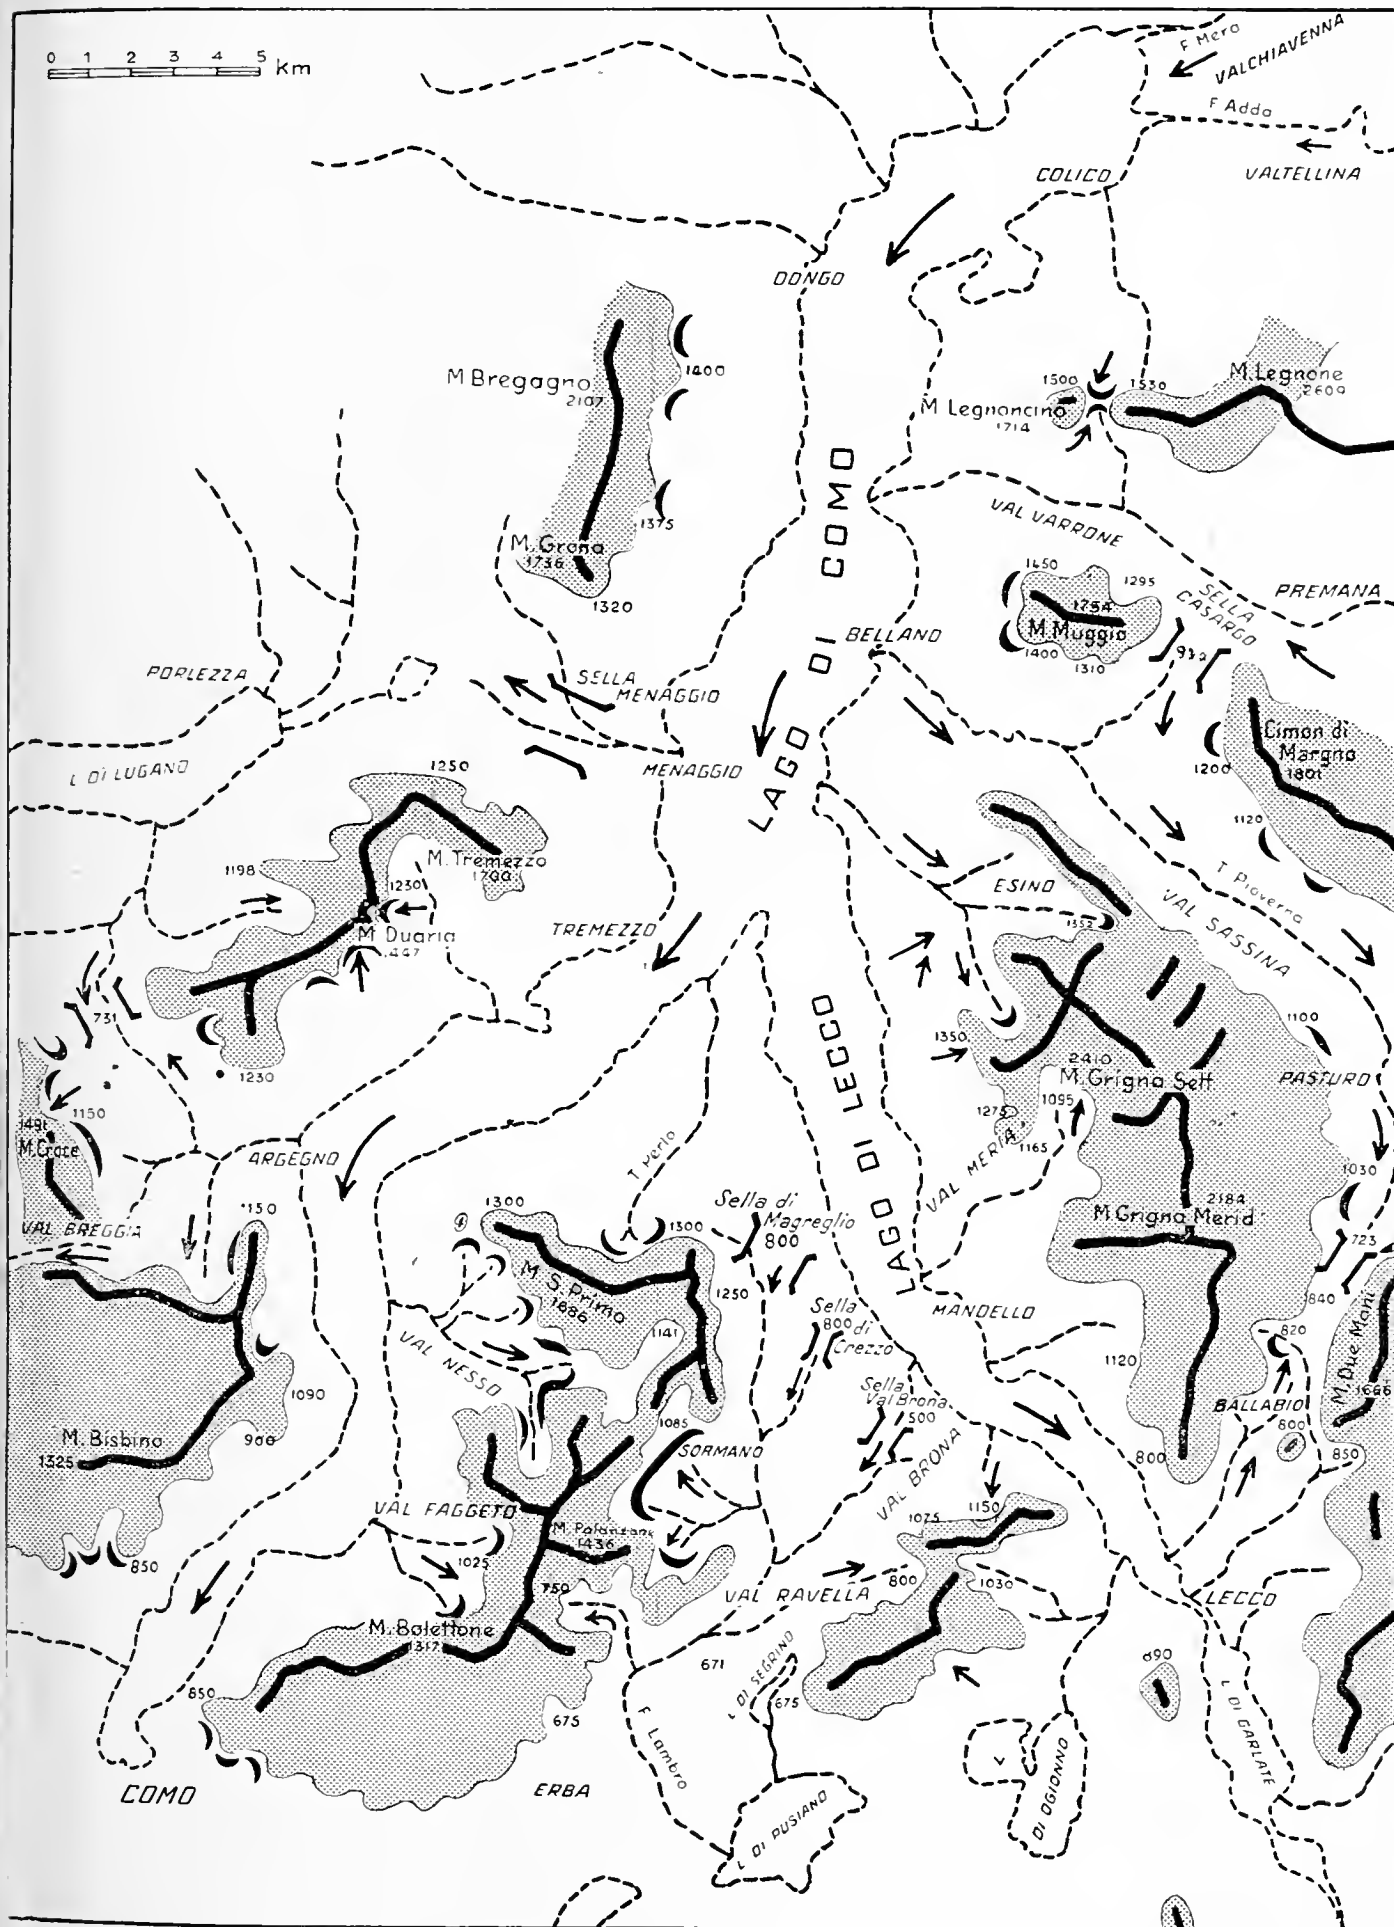 0 1 2 3 4 5 km
F Mera
VALCHIAVENNA
F Adda
COLICO
VALTELLINA
DONGO
M Bregagno
2107
1400
1500
1530
M. Legnone
2609
M Legnoncino
1714
LAGO DI COMO
1375
M. Grona
1736
1320
VAL VARRONE
1450
1295
SELLA
CASARGO
PREMANA
1754
M. Muggio
1400
1310
BELLANO
932
PORLEZZA
SELLA
MENAGGIO
Cimon di
Margno
1801
1200
L DI LUGANO
1250
MENAGGIO
1120
M. Tremezzo
1700
1198
1230
T Pioverna
ESINO
1352
VAL SASSINA
M. Duaria
TREMEZZO
731
LAGO DI LECCO
1350
1100
1230
2410
M. Grigna Sett
PASTURO
1150
1491
M. Croce
1275
1095
VAL MERIA
1165
ARGEGNO
T Perlo
1030
1300
Sella di
Magreglio
800
2184
M. Grigna Merid
VAL BREGGIA
1150
1300
723
M S. Primo
1686
1250
Sella
800 di
Crezzo
MANDELLO
840
820
1141
VAL NESSO
1120
M. Due Mani
1666
1090
Sella
Val Brona
500
BALLABIO
600
M. Bisbino
1325
900
1085
SORMANO
VAL BRONA
800
850
VAL FAGGETO
1150
1075
M. Palanzone
1436
850
1025
750
VAL RAVELLA
800
1030
LECCO
M. Bolettone
1317
671
L DI SEGRINO
675
850
675
F Lambro
L DI GARLATE
COMO
ERBA
L DI PUSIANO
L
DI OGIONNO